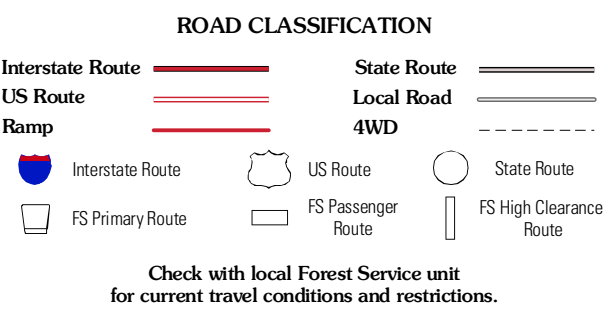 ROAD CLASSIFICATION
Interstate Route
State Route
US Route
Local Road
Ramp
4WD
Interstate Route
US Route
State Route
FS Primary Route
FS Passenger
Route
FS High Clearance
Route
Check with local Forest Service unit
for current travel conditions and restrictions.